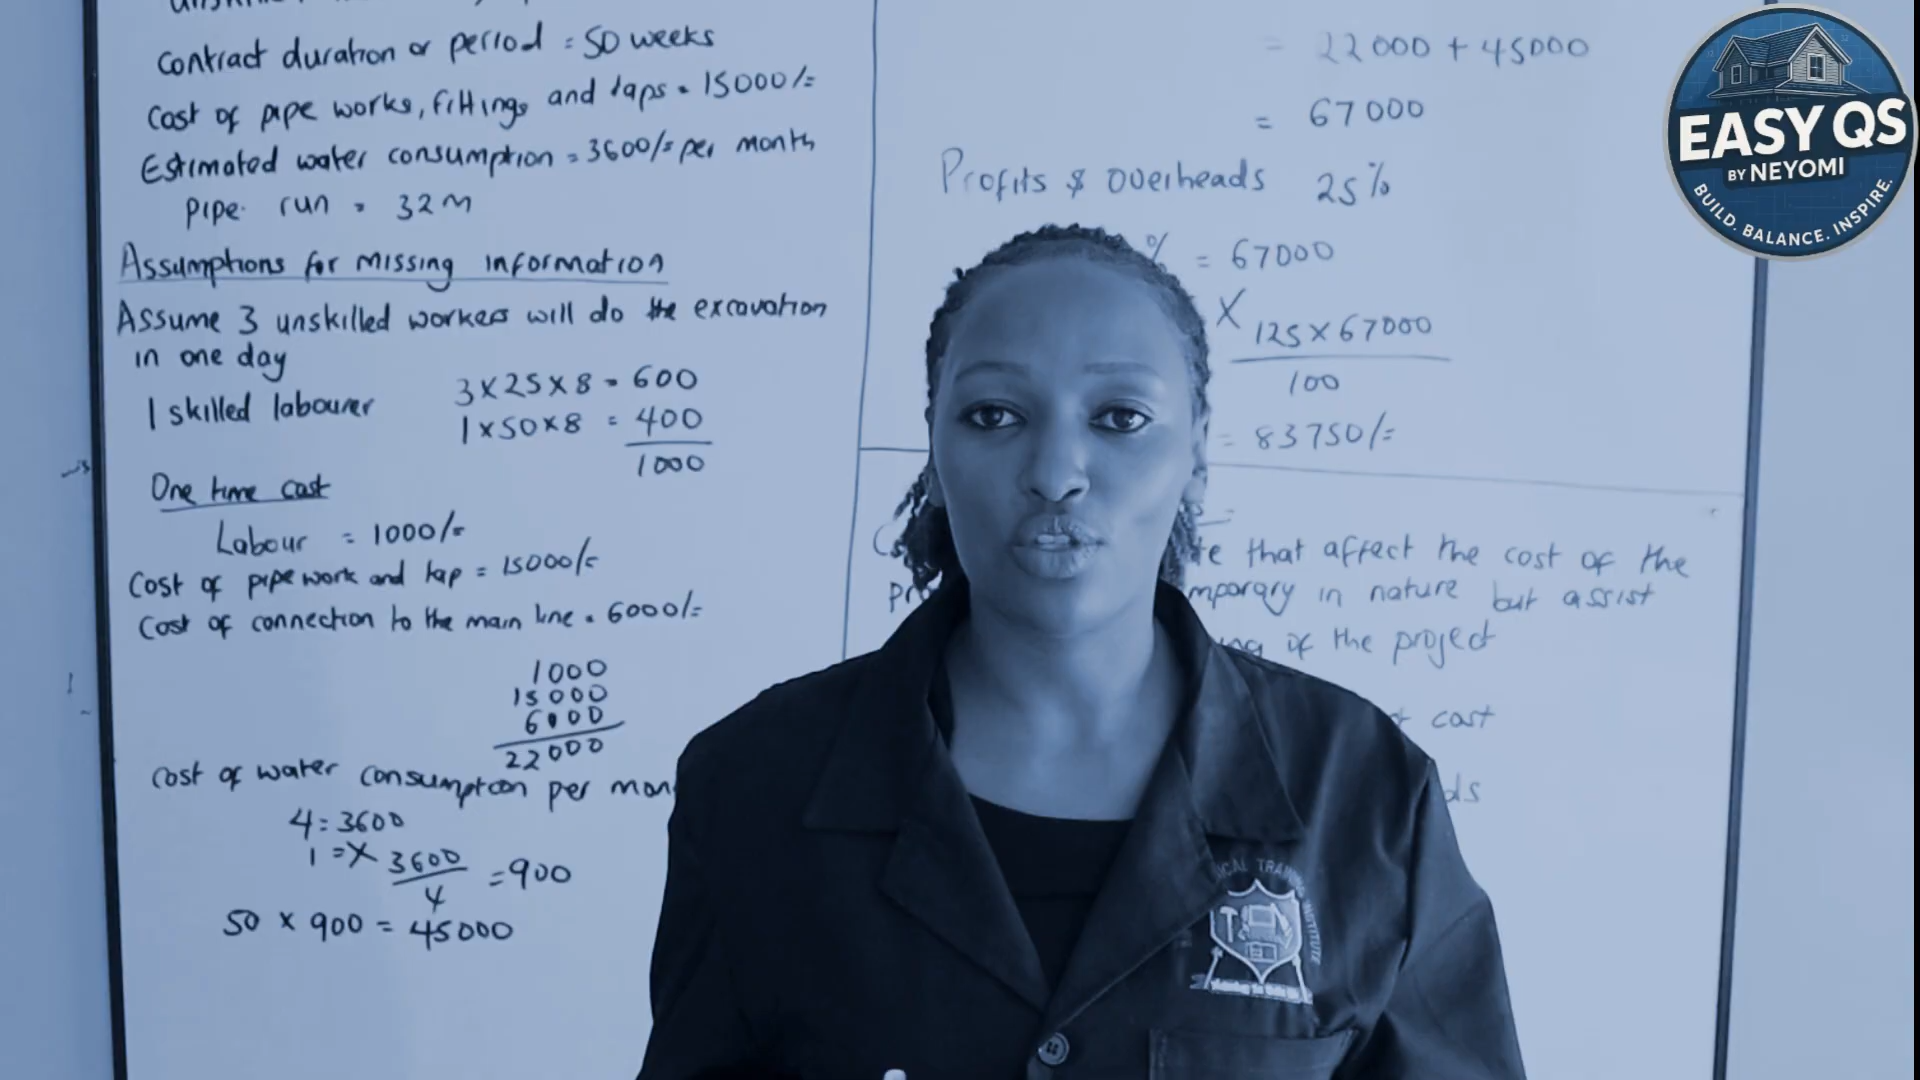 Contract duration or period = 50 weeks
Cost of pipe works, fittings and taps = 15000/=
Estimated water consumption = 3600/= per month
Pipe run = 32M
Assumptions for missing information
Assume 3 unskilled workers will do the excavation
in one day
3 x 25 x 8 = 600
1 skilled labourer
1 x 50 x 8 = 400
1000
One time cost
Labour = 1000/=
Cost of pipe work and tap = 15000/=
Cost of connection to the main line = 6000/=
1000
15000
6000
22000
Cost of water consumption per
4 = 3600
1 = X 3600
4
= 900
50 x 900 = 45000
= 22000 + 45000
= 67000
Profits & overheads 25%
% = 67000
X 125 x 67000
100
= 83750/=
that affect the cost of the
in nature but assist
of the project
cost
EASY QS
BY NEYOMI
BUILD. BALANCE. INSPIRE.